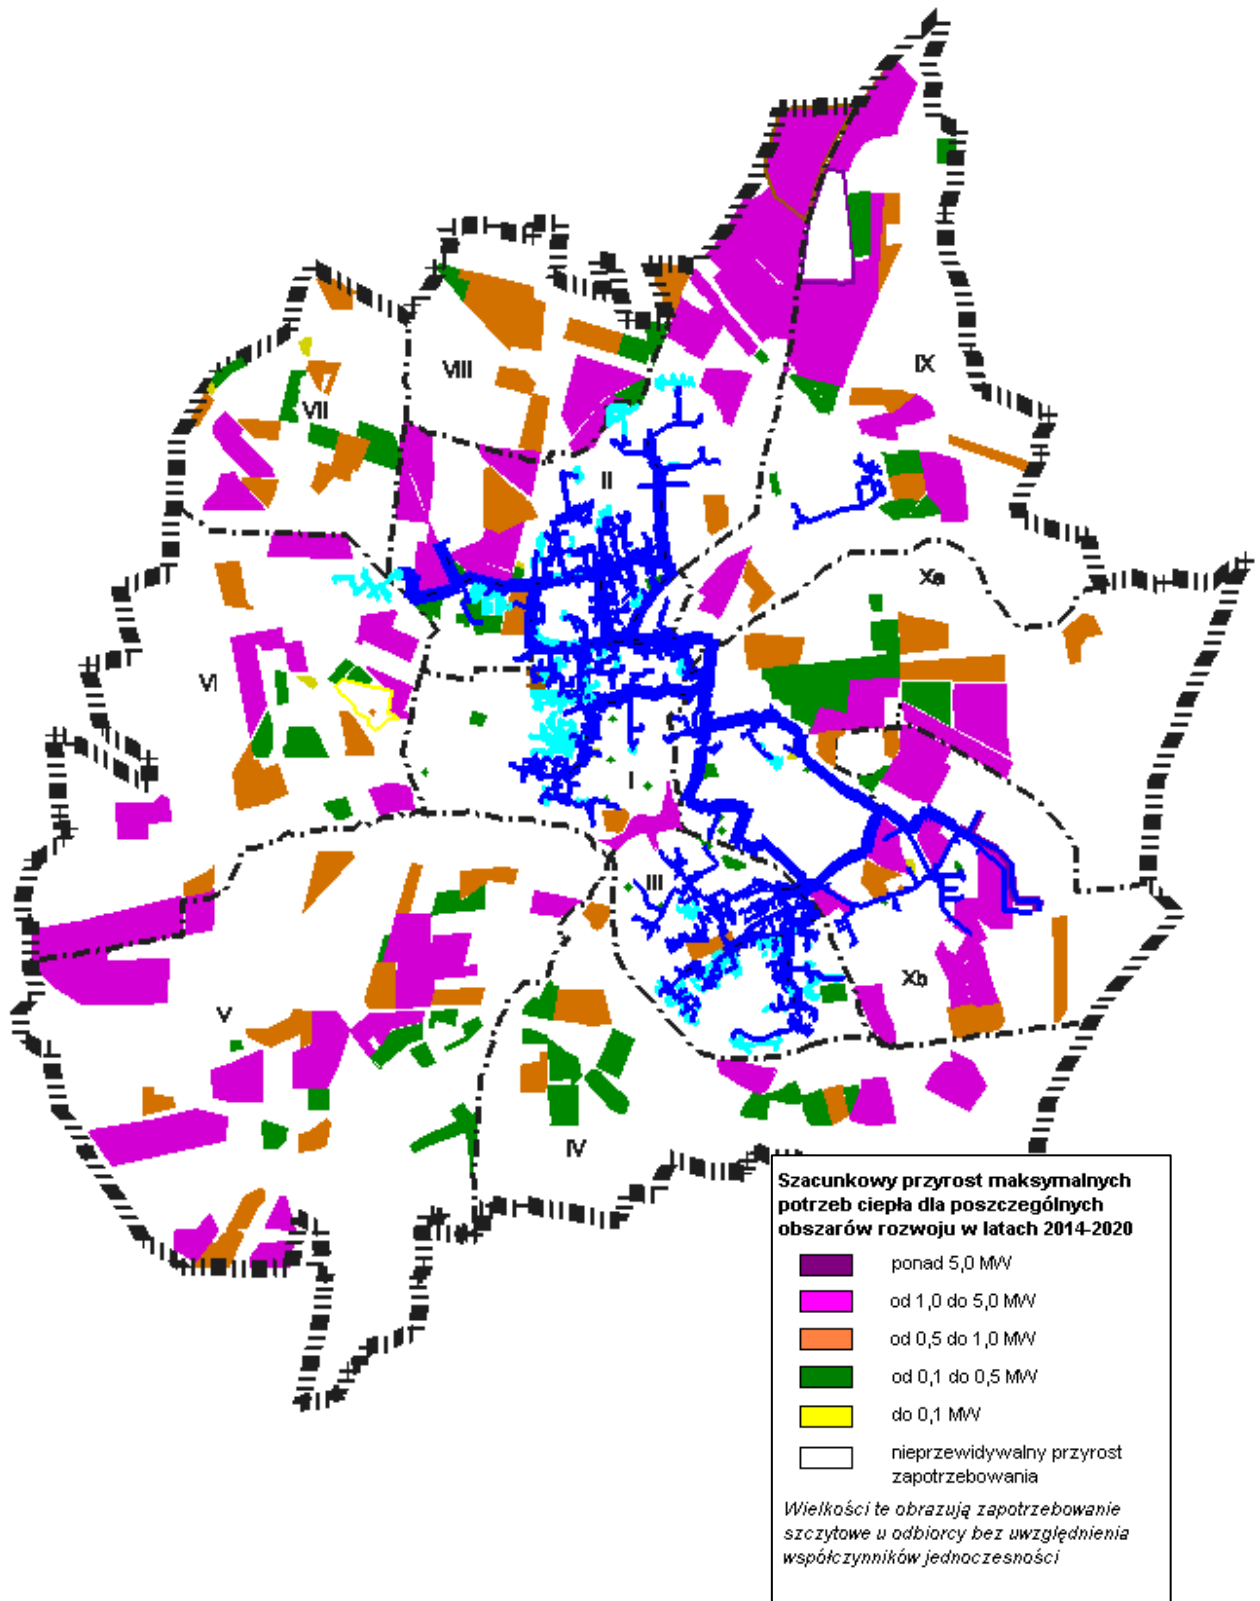 IX
VIII
VII
II
Xa
VI
I
III
Xb
V
IV
Szacunkowy przyrost maksymalnych
potrzeb ciepła dla poszczególnych
obszarów rozwoju w latach 2014-2020
ponad 5,0 MW
od 1,0 do 5,0 MW
od 0,5 do 1,0 MW
od 0,1 do 0,5 MW
do 0,1 MW
nieprzewidywalny przyrost
zapotrzebowania
Wielkości te obrazują zapotrzebowanie
szczytowe u odbiorcy bez uwzględnienia
współczynników jednoczesności